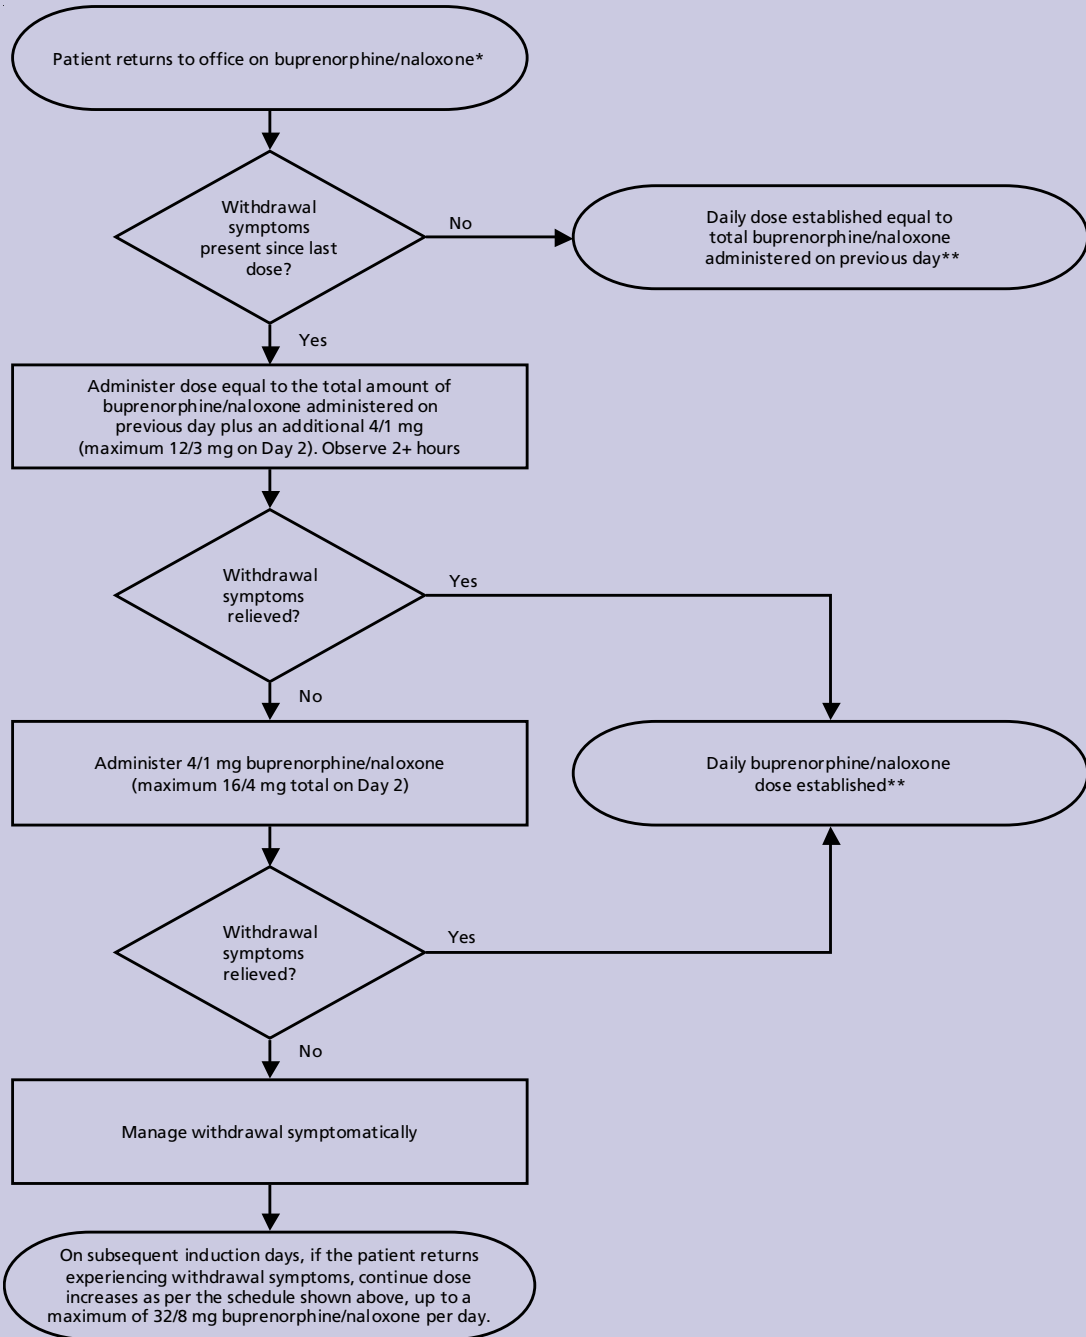 Patient returns to office on buprenorphine/naloxone*
Withdrawal
symptoms
present since last
dose?
No
Daily dose established equal to
total buprenorphine/naloxone
administered on previous day**
Yes
Administer dose equal to the total amount of
buprenorphine/naloxone administered on
previous day plus an additional 4/1 mg
(maximum 12/3 mg on Day 2). Observe 2+ hours
Withdrawal
symptoms
relieved?
Yes
No
Administer 4/1 mg buprenorphine/naloxone
(maximum 16/4 mg total on Day 2)
Daily buprenorphine/naloxone
dose established**
Withdrawal
symptoms
relieved?
Yes
No
Manage withdrawal symptomatically
On subsequent induction days, if the patient returns
experiencing withdrawal symptoms, continue dose
increases as per the schedule shown above, up to a
maximum of 32/8 mg buprenorphine/naloxone per day.